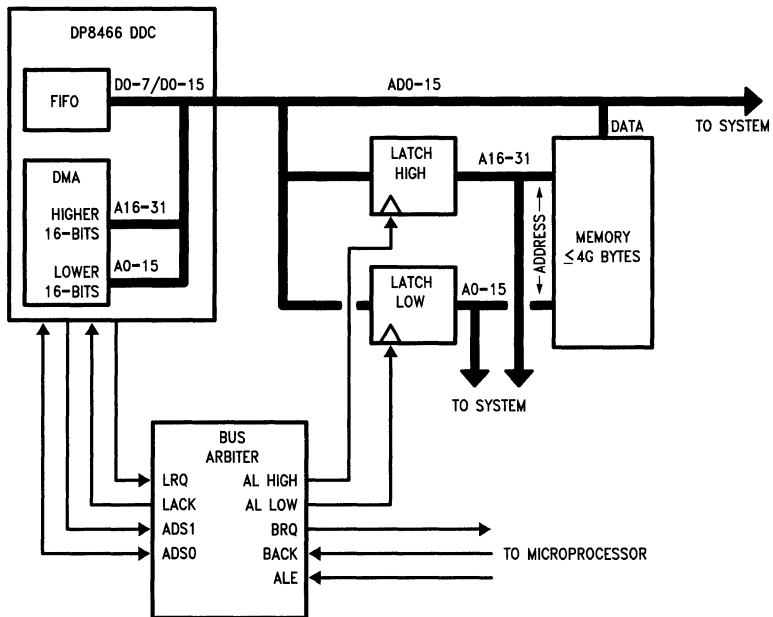 DP8466 DDC
FIFO
D0-7/D0-15
AD0-15
TO SYSTEM
DATA
DMA
HIGHER
16-BITS
LOWER
16-BITS
A16-31
A0-15
LATCH
HIGH
A16-31
LATCH
LOW
A0-15
ADDRESS
MEMORY
≤4G BYTES
TO SYSTEM
BUS
ARBITER
LRQ
LACK
ADS1
ADS0
AL HIGH
AL LOW
BRQ
BACK
ALE
TO MICROPROCESSOR